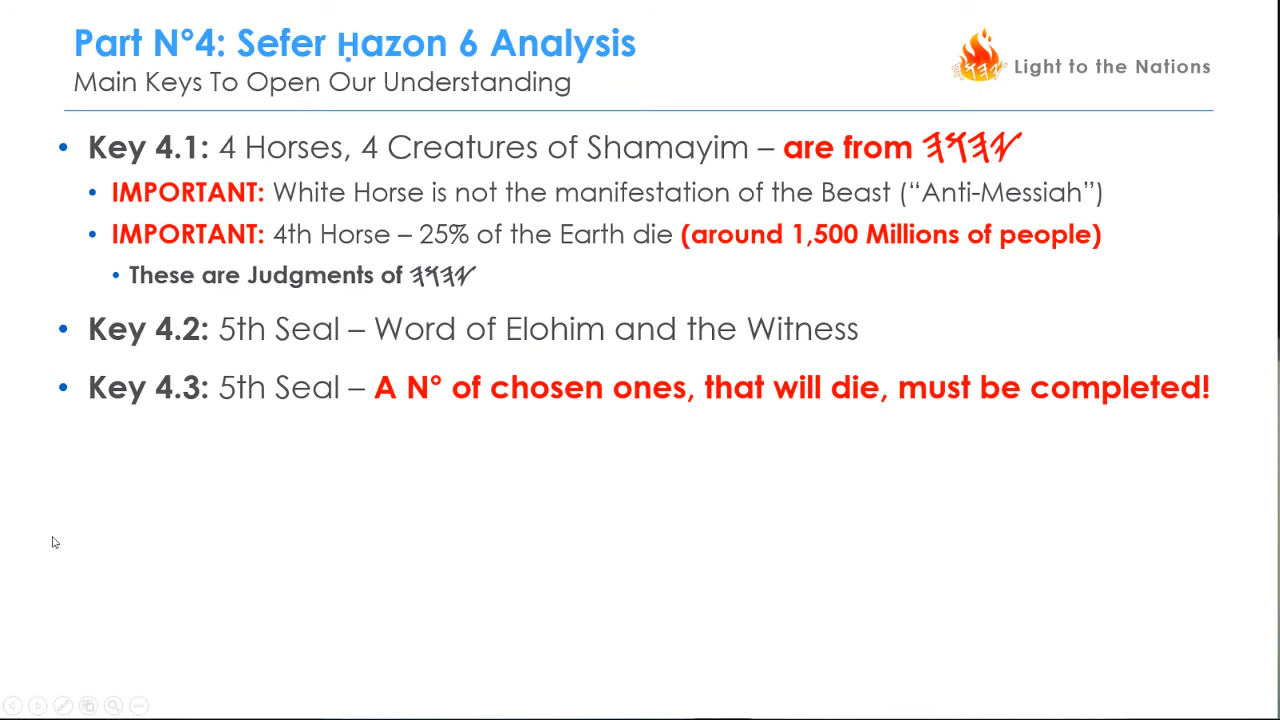 Part N°4: Sefer Ḥazon 6 Analysis
Main Keys To Open Our Understanding
𐤉𐤄𐤅𐤄 Light to the Nations
• Key 4.1: 4 Horses, 4 Creatures of Shamayim – are from 𐤉𐤄𐤅𐤄
• IMPORTANT: White Horse is not the manifestation of the Beast (“Anti-Messiah”)
• IMPORTANT: 4th Horse – 25% of the Earth die (around 1,500 Millions of people)
• These are Judgments of 𐤉𐤄𐤅𐤄
• Key 4.2: 5th Seal – Word of Elohim and the Witness
• Key 4.3: 5th Seal – A N° of chosen ones, that will die, must be completed!